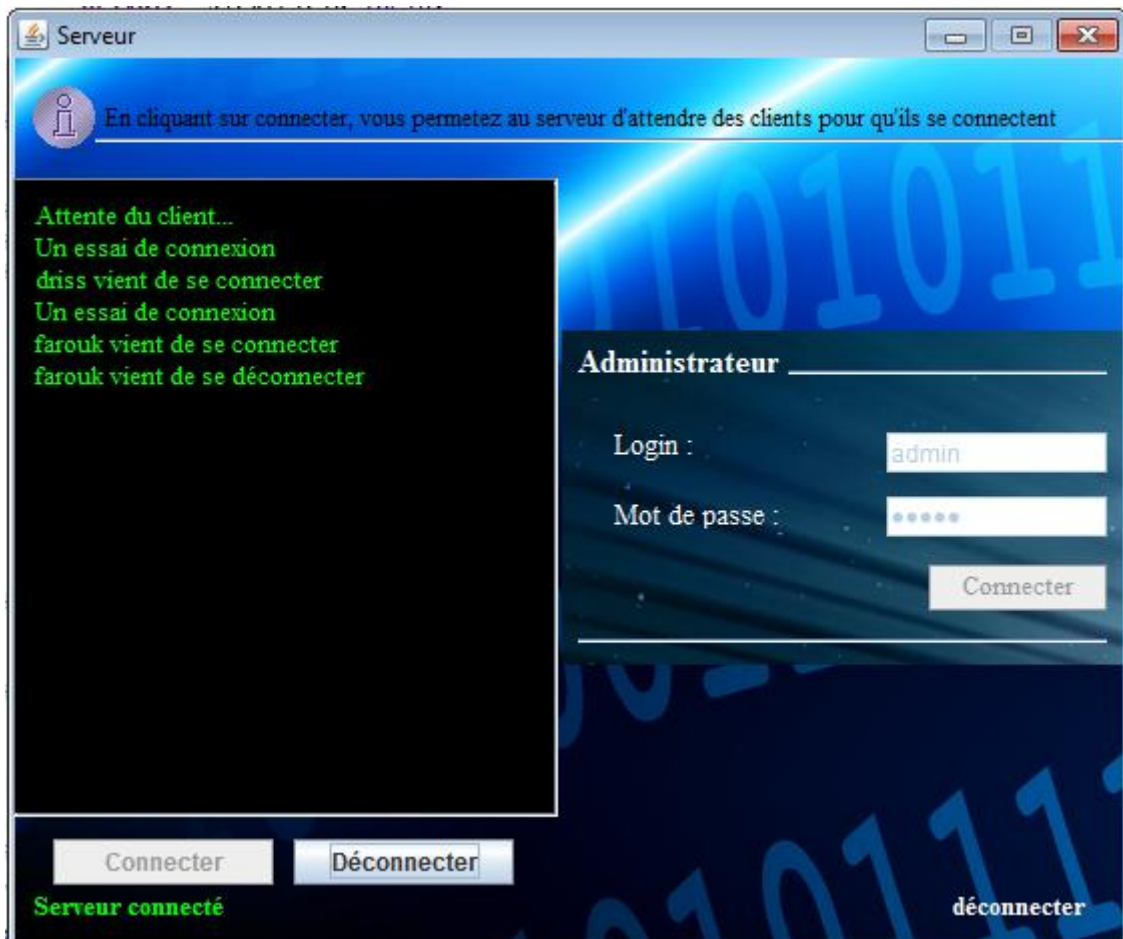 Serveur
En cliquant sur connecter, vous permetez au serveur d'attendre des clients pour qu'ils se connectent
Attente du client...
Un essai de connexion
driss vient de se connecter
Un essai de connexion
farouk vient de se connecter
farouk vient de se déconnecter
Administrateur
Login :
admin
Mot de passe :
•••••
Connecter
Connecter
Déconnecter
Serveur connecté
déconnecter